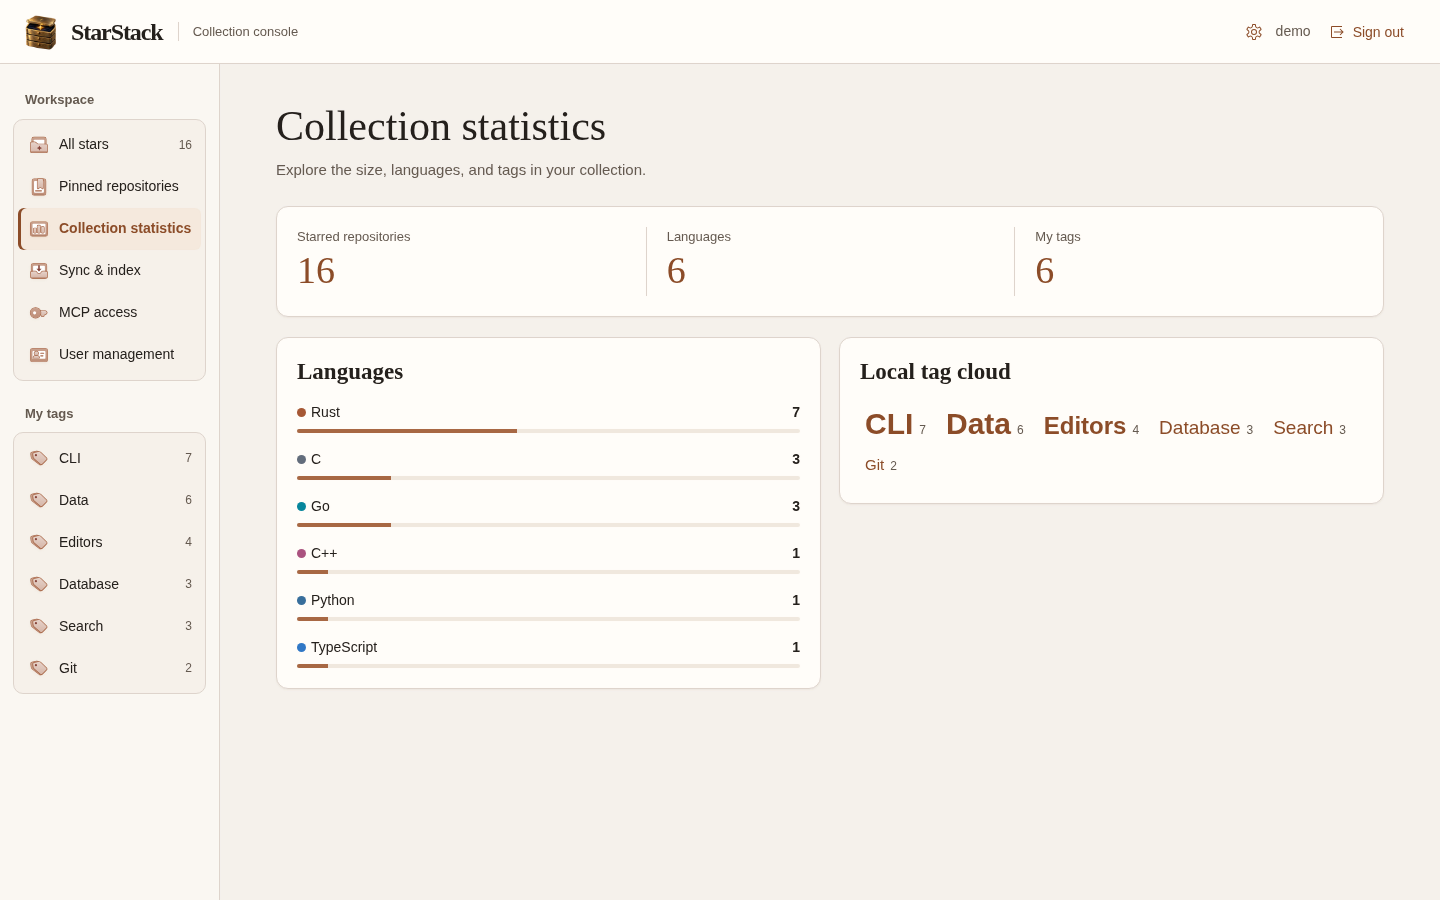 StarStack
Collection console
demo
Sign out
Workspace
All stars 16
Pinned repositories
Collection statistics
Sync & index
MCP access
User management
My tags
CLI 7
Data 6
Editors 4
Database 3
Search 3
Git 2
Collection statistics
Explore the size, languages, and tags in your collection.
Starred repositories
16
Languages
6
My tags
6
Languages
Rust 7
C 3
Go 3
C++ 1
Python 1
TypeScript 1
Local tag cloud
CLI 7 Data 6 Editors 4 Database 3 Search 3
Git 2